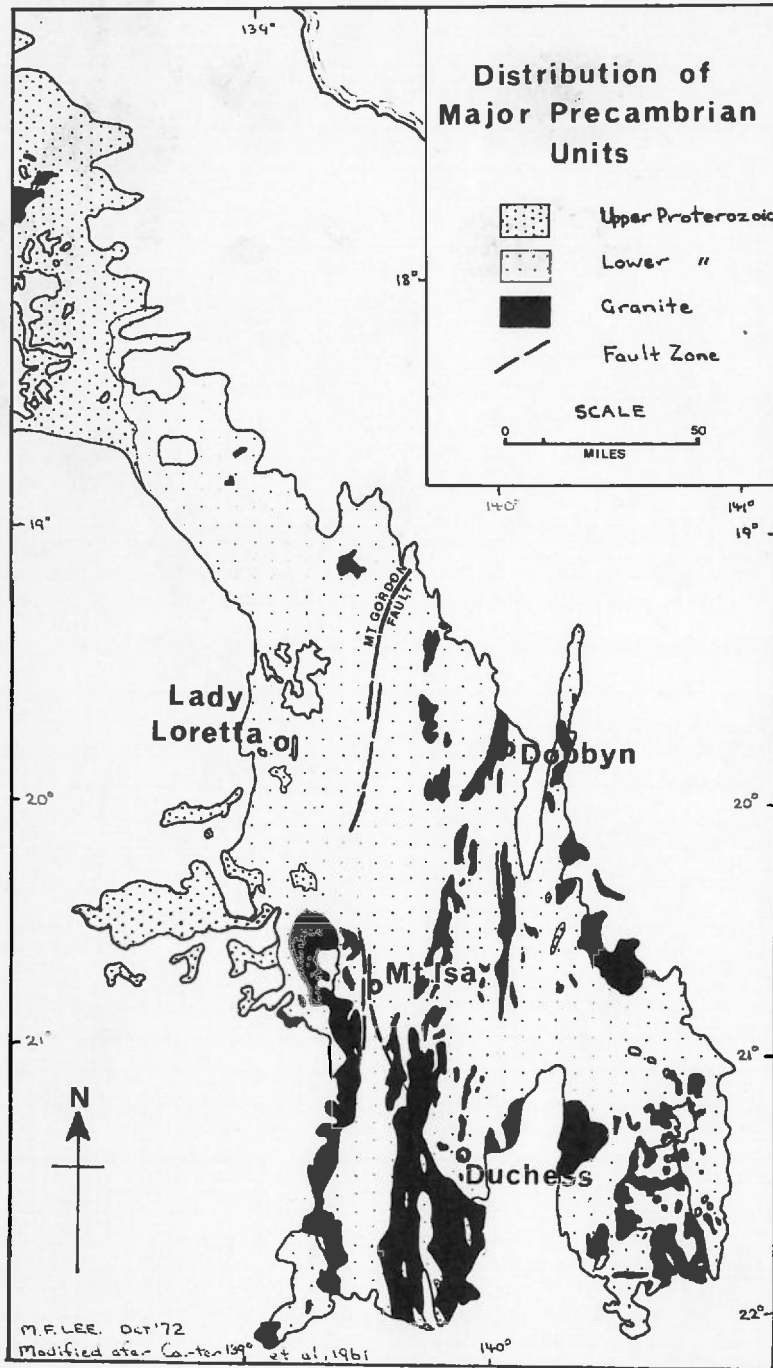 139°
Distribution of
Major Precambrian
Units
Upper Proterozoic
Lower "
Granite
Fault Zone
SCALE
0 50
MILES
18°
140°
141°
19°
19°
MT GORDON
FAULT
Lady
Loretta
Dobbyn
20°
20°
Mt Isa
21°
21°
N
Duchess
22°
M.F. LEE. Oct '72
Modified after Carter et al, 1961
139°
140°